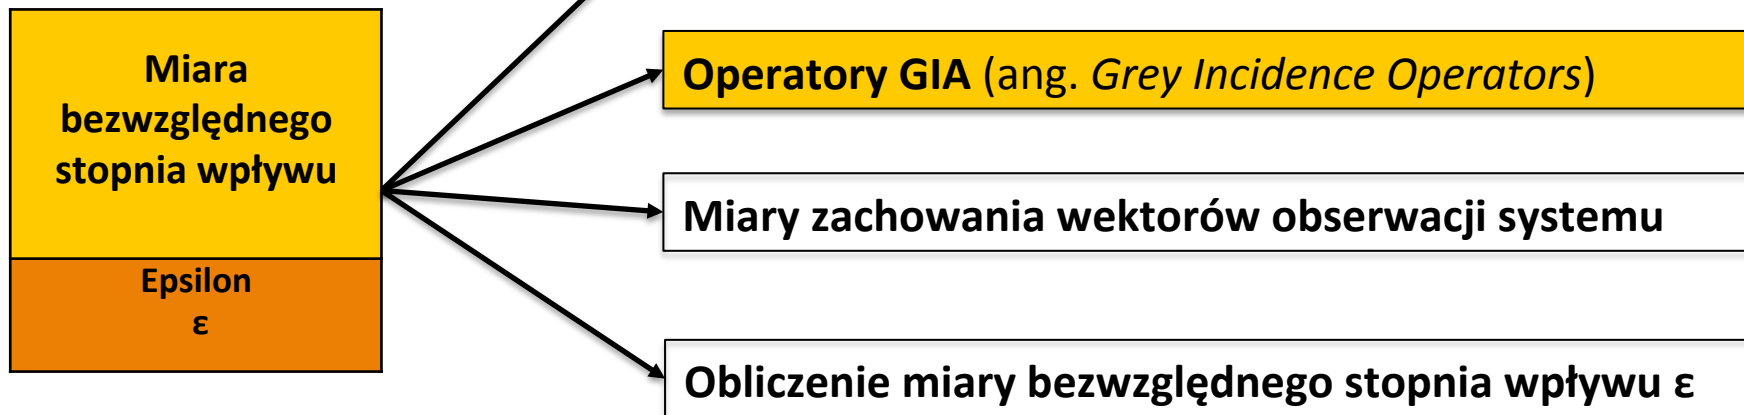 Miara
bezwzględnego
stopnia wpływu
Epsilon
ε
Operatory GIA (ang. Grey Incidence Operators)
Miary zachowania wektorów obserwacji systemu
Obliczenie miary bezwzględnego stopnia wpływu ε